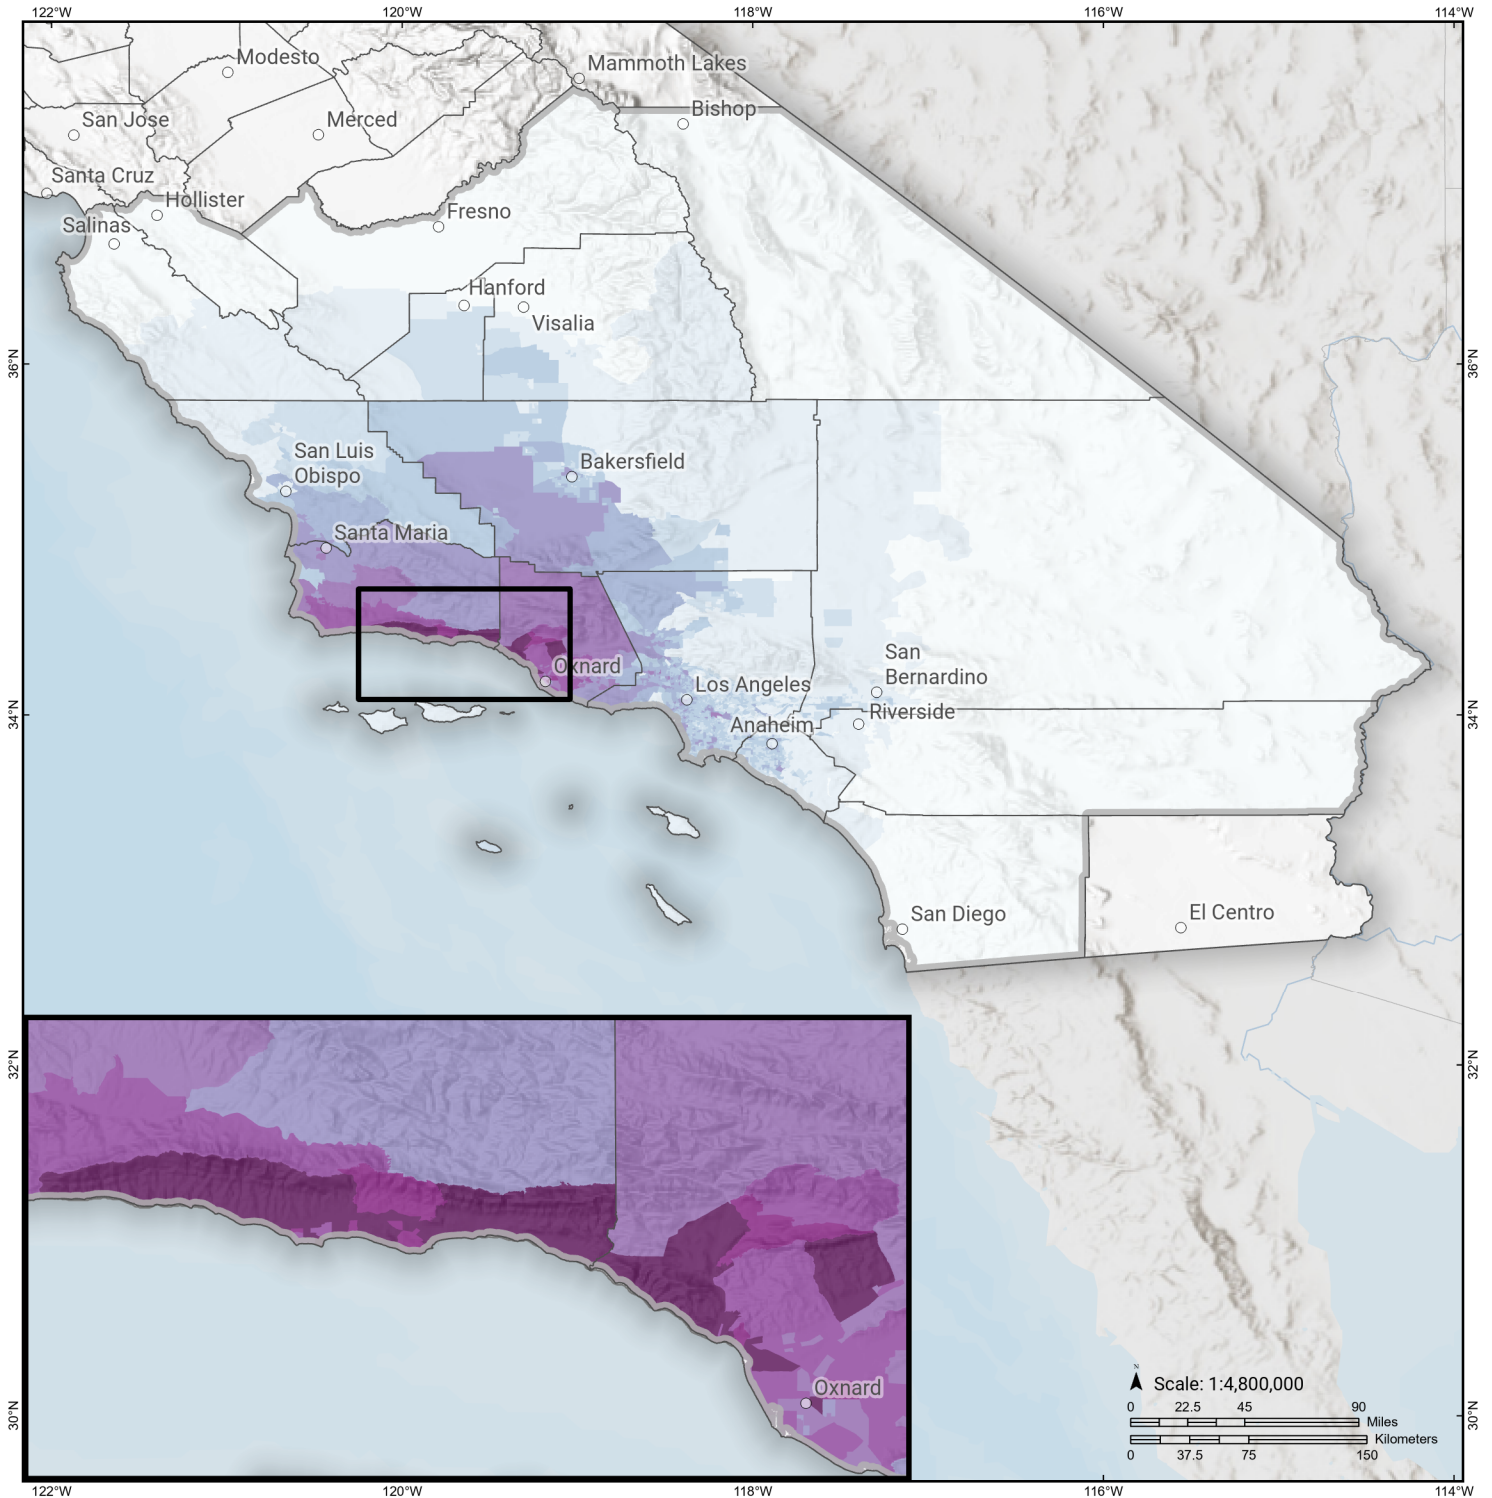 122°W 120°W 118°W 116°W 114°W
Modesto
Mammoth Lakes
Bishop
San Jose
Merced
Santa Cruz
Hollister
Salinas
Fresno
Hanford
Visalia
36°N 36°N
San Luis
Obispo
Bakersfield
Santa Maria
Oxnard
San
Bernardino
Los Angeles
Riverside
34°N 34°N
Anaheim
San Diego
El Centro
32°N 32°N
Oxnard
N
Scale: 1:4,800,000
0 22.5 45 90
Miles
Kilometers
0 37.5 75 150
30°N 30°N
122°W 120°W 118°W 116°W 114°W